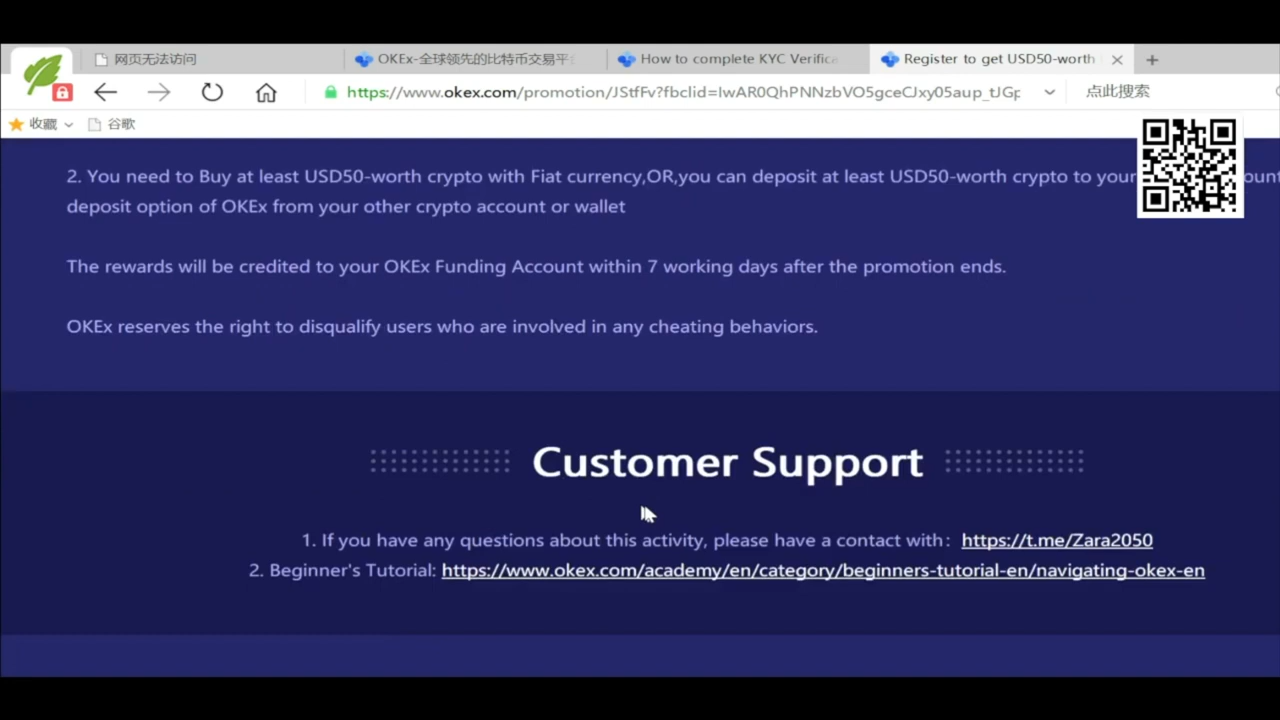 网页无法访问
OKEx-全球领先的比特币交易平
How to complete KYC Verifica
Register to get USD50-worth
https://www.okex.com/promotion/JStfFv?fbclid=IwAR0QhPNNzbVO5gceCJxy05aup_tJGp
点此搜索
收藏
谷歌
2. You need to Buy at least USD50-worth crypto with Fiat currency,OR,you can deposit at least USD50-worth crypto to your
deposit option of OKEx from your other crypto account or wallet
The rewards will be credited to your OKEx Funding Account within 7 working days after the promotion ends.
OKEx reserves the right to disqualify users who are involved in any cheating behaviors.
Customer Support
1. If you have any questions about this activity, please have a contact with： https://t.me/Zara2050
2. Beginner's Tutorial: https://www.okex.com/academy/en/category/beginners-tutorial-en/navigating-okex-en